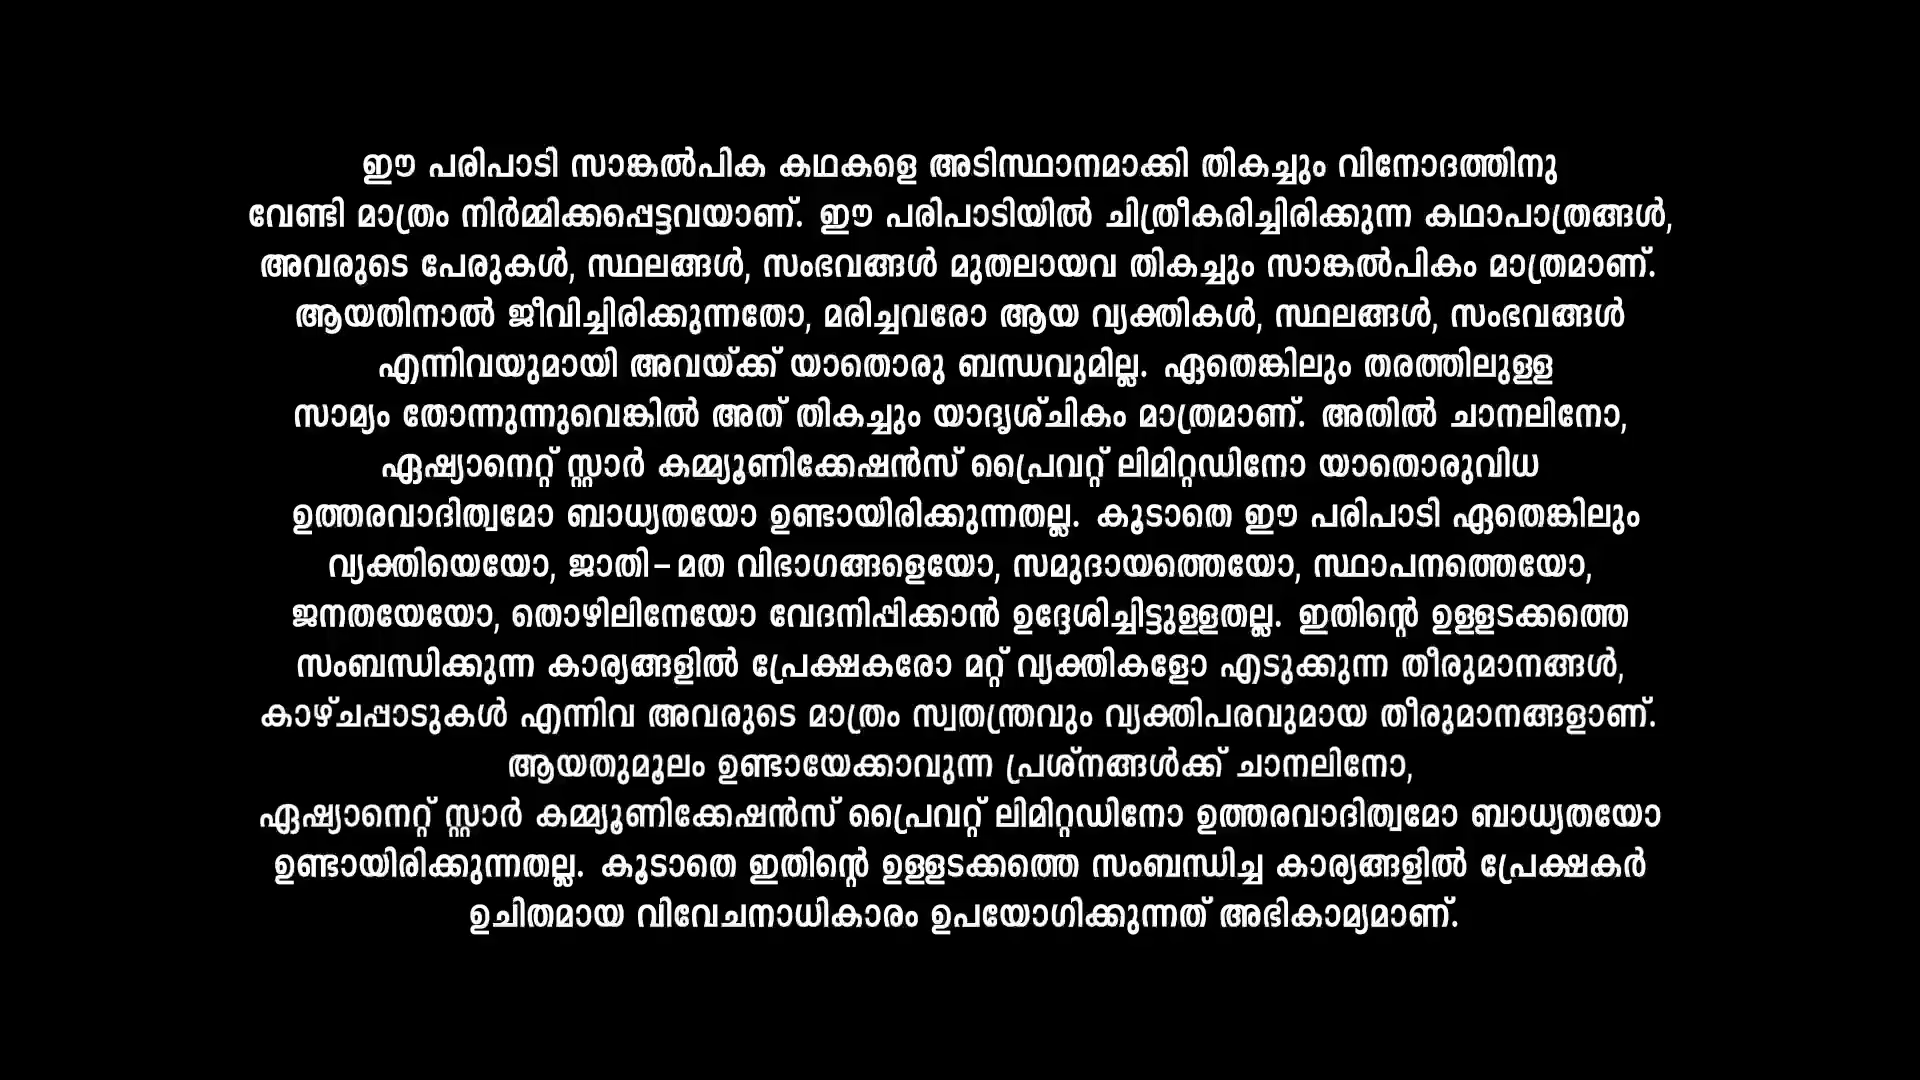 ഈ പരിപാടി സാങ്കൽപിക കഥകളെ അടിസ്ഥാനമാക്കി തികച്ചും വിനോദത്തിനു
വേണ്ടി മാത്രം നിർമ്മിക്കപ്പെട്ടവയാണ്. ഈ പരിപാടിയിൽ ചിത്രീകരിച്ചിരിക്കുന്ന കഥാപാത്രങ്ങൾ,
അവരുടെ പേരുകൾ, സ്ഥലങ്ങൾ, സംഭവങ്ങൾ മുതലായവ തികച്ചും സാങ്കൽപികം മാത്രമാണ്.
ആയതിനാൽ ജീവിച്ചിരിക്കുന്നതോ, മരിച്ചവരോ ആയ വ്യക്തികൾ, സ്ഥലങ്ങൾ, സംഭവങ്ങൾ
എന്നിവയുമായി അവയ്ക്ക് യാതൊരു ബന്ധവുമില്ല. ഏതെങ്കിലും തരത്തിലുള്ള
സാമ്യം തോന്നുന്നുവെങ്കിൽ അത് തികച്ചും യാദൃശ്ചികം മാത്രമാണ്. അതിൽ ചാനലിനോ,
ഏഷ്യാനെറ്റ് സ്റ്റാർ കമ്മ്യൂണിക്കേഷൻസ് പ്രൈവറ്റ് ലിമിറ്റഡിനോ യാതൊരുവിധ
ഉത്തരവാദിത്വമോ ബാധ്യതയോ ഉണ്ടായിരിക്കുന്നതല്ല. കൂടാതെ ഈ പരിപാടി ഏതെങ്കിലും
വ്യക്തിയെയോ, ജാതി-മത വിഭാഗങ്ങളെയോ, സമുദായത്തെയോ, സ്ഥാപനത്തെയോ,
ജനതയേയോ, തൊഴിലിനേയോ വേദനിപ്പിക്കാൻ ഉദ്ദേശിച്ചിട്ടുള്ളതല്ല. ഇതിന്റെ ഉള്ളടക്കത്തെ
സംബന്ധിക്കുന്ന കാര്യങ്ങളിൽ പ്രേക്ഷകരോ മറ്റ് വ്യക്തികളോ എടുക്കുന്ന തീരുമാനങ്ങൾ,
കാഴ്ചപ്പാടുകൾ എന്നിവ അവരുടെ മാത്രം സ്വതന്ത്രവും വ്യക്തിപരവുമായ തീരുമാനങ്ങളാണ്.
ആയതുമൂലം ഉണ്ടായേക്കാവുന്ന പ്രശ്നങ്ങൾക്ക് ചാനലിനോ,
ഏഷ്യാനെറ്റ് സ്റ്റാർ കമ്മ്യൂണിക്കേഷൻസ് പ്രൈവറ്റ് ലിമിറ്റഡിനോ ഉത്തരവാദിത്വമോ ബാധ്യതയോ
ഉണ്ടായിരിക്കുന്നതല്ല. കൂടാതെ ഇതിന്റെ ഉള്ളടക്കത്തെ സംബന്ധിച്ച കാര്യങ്ങളിൽ പ്രേക്ഷകർ
ഉചിതമായ വിവേചനാധികാരം ഉപയോഗിക്കുന്നത് അഭികാമ്യമാണ്.